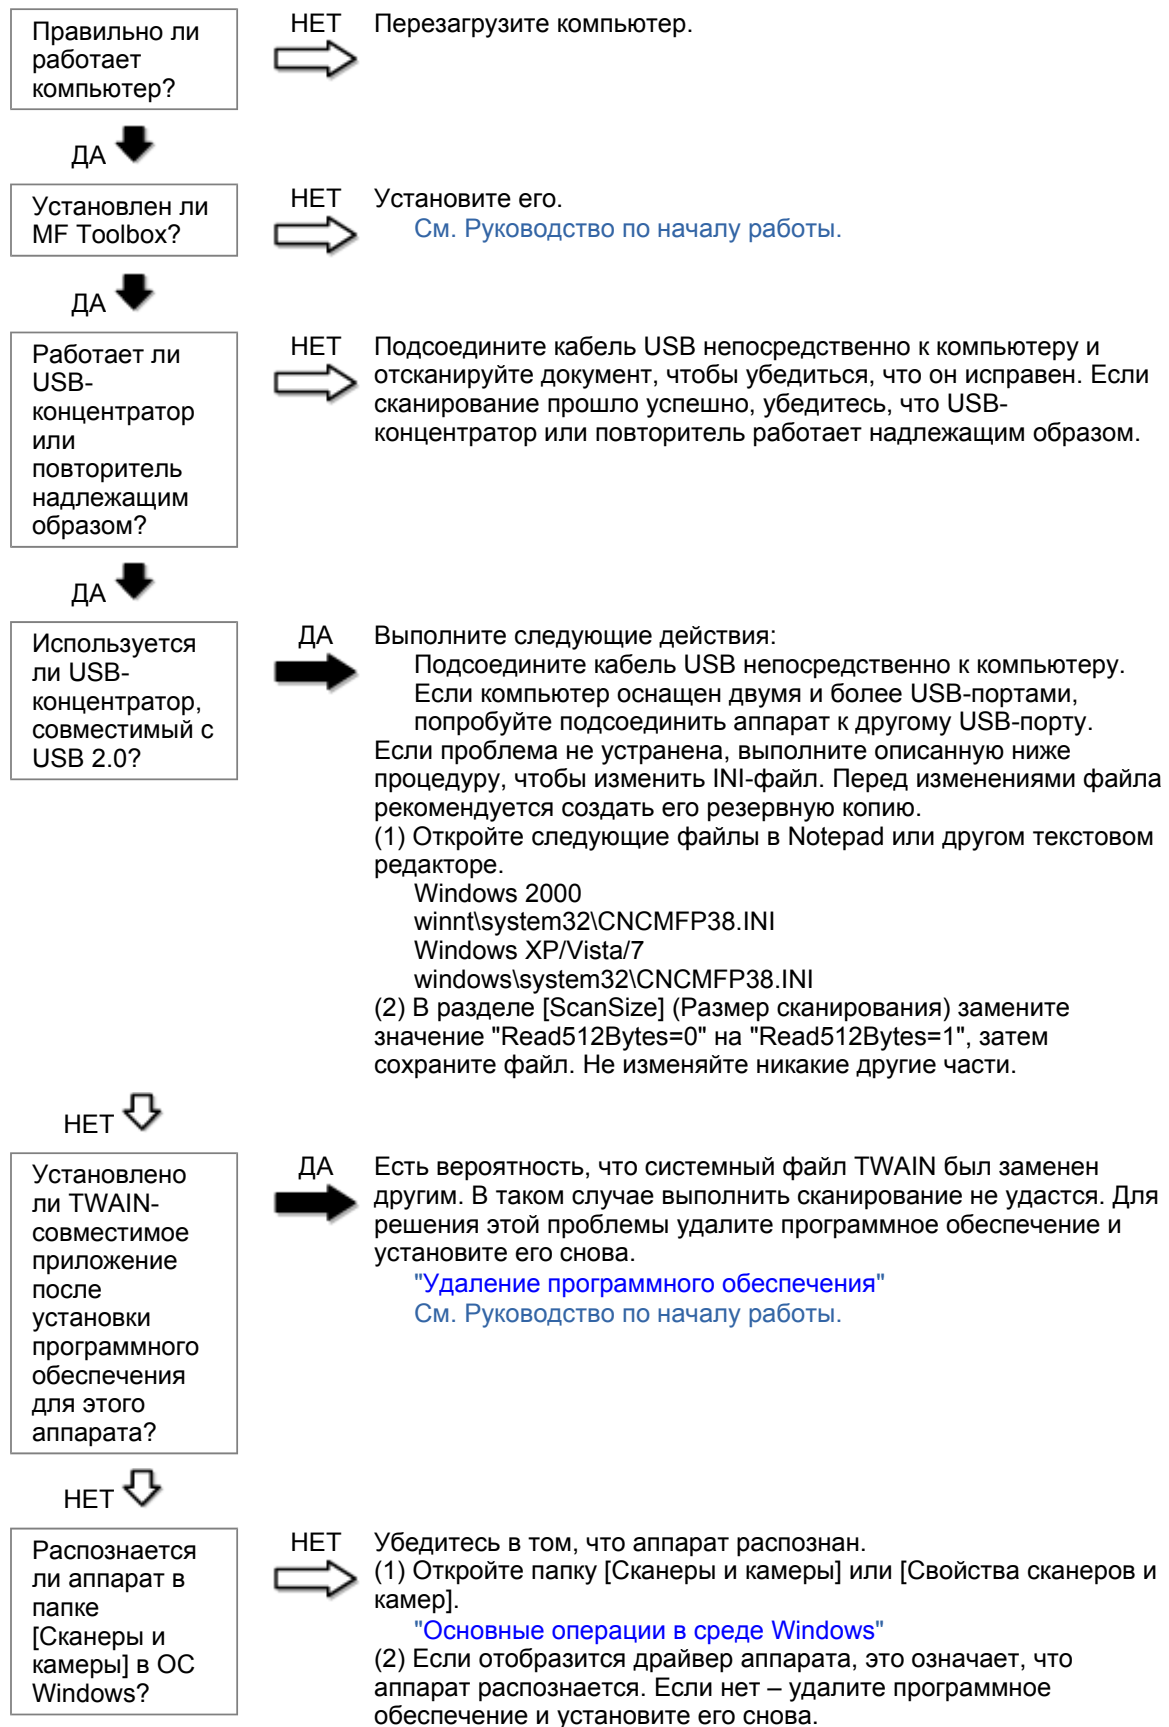 Правильно ли
работает
компьютер?
НЕТ
Перезагрузите компьютер.
ДА
Установлен ли
MF Toolbox?
НЕТ
Установите его.
См. Руководство по началу работы.
ДА
Работает ли
USB-
концентратор
или
повторитель
надлежащим
образом?
НЕТ
Подсоедините кабель USB непосредственно к компьютеру и
отсканируйте документ, чтобы убедиться, что он исправен. Если
сканирование прошло успешно, убедитесь, что USB-
концентратор или повторитель работает надлежащим образом.
ДА
Используется
ли USB-
концентратор,
совместимый с
USB 2.0?
ДА
Выполните следующие действия:
Подсоедините кабель USB непосредственно к компьютеру.
Если компьютер оснащен двумя и более USB-портами,
попробуйте подсоединить аппарат к другому USB-порту.
Если проблема не устранена, выполните описанную ниже
процедуру, чтобы изменить INI-файл. Перед изменениями файла
рекомендуется создать его резервную копию.
(1) Откройте следующие файлы в Notepad или другом текстовом
редакторе.
Windows 2000
winnt\system32\CNCMFP38.INI
Windows XP/Vista/7
windows\system32\CNCMFP38.INI
(2) В разделе [ScanSize] (Размер сканирования) замените
значение "Read512Bytes=0" на "Read512Bytes=1", затем
сохраните файл. Не изменяйте никакие другие части.
НЕТ
Установлено
ли TWAIN-
совместимое
приложение
после
установки
программного
обеспечения
для этого
аппарата?
ДА
Есть вероятность, что системный файл TWAIN был заменен
другим. В таком случае выполнить сканирование не удастся. Для
решения этой проблемы удалите программное обеспечение и
установите его снова.
"Удаление программного обеспечения"
См. Руководство по началу работы.
НЕТ
Распознается
ли аппарат в
папке
[Сканеры и
камеры] в ОС
Windows?
НЕТ
Убедитесь в том, что аппарат распознан.
(1) Откройте папку [Сканеры и камеры] или [Свойства сканеров и
камер].
"Основные операции в среде Windows"
(2) Если отобразится драйвер аппарата, это означает, что
аппарат распознается. Если нет – удалите программное
обеспечение и установите его снова.